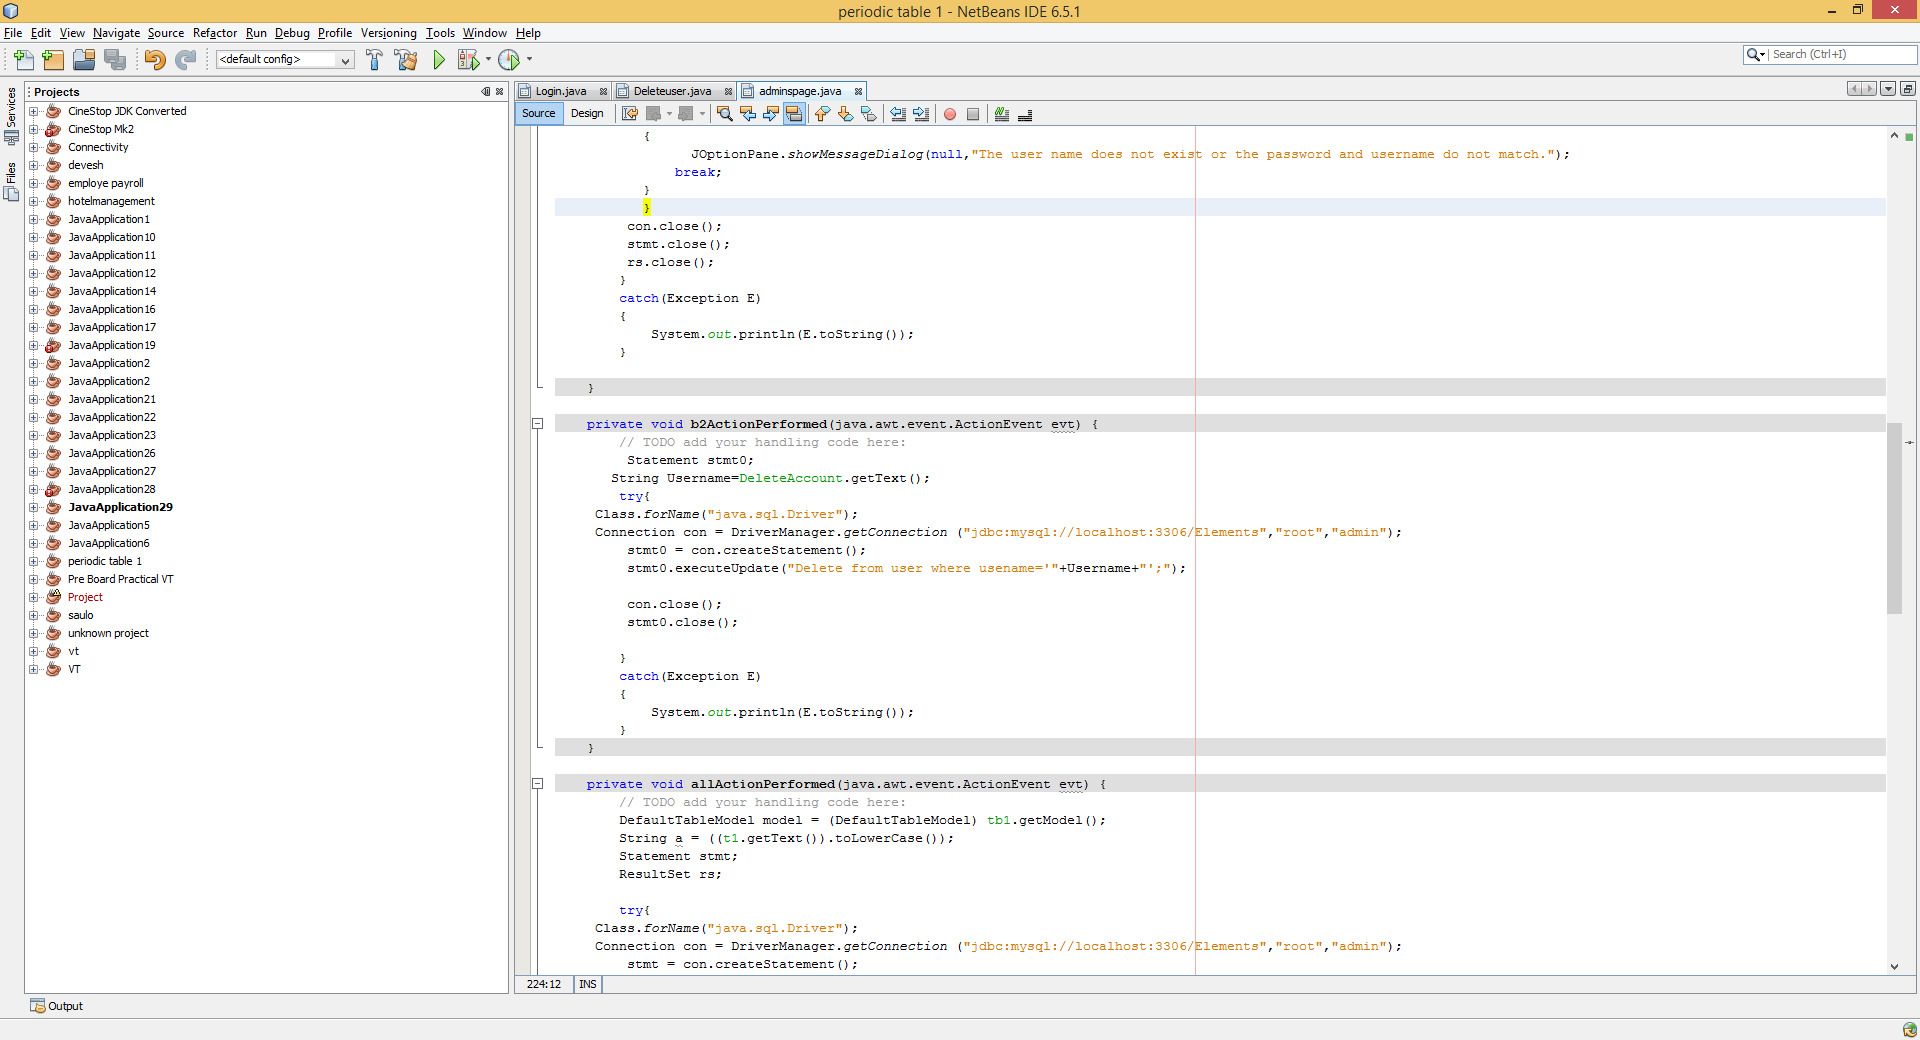 periodic table 1 - NetBeans IDE 6.5.1
File Edit View Navigate Source Refactor Run Debug Profile Versioning Tools Window Help
<default config>
Search (Ctrl+I)
Services
Files
Projects
CineStop JDK Converted
CineStop Mk2
Connectivity
devesh
employe payroll
hotelmanagement
JavaApplication1
JavaApplication10
JavaApplication11
JavaApplication12
JavaApplication14
JavaApplication16
JavaApplication17
JavaApplication19
JavaApplication2
JavaApplication2
JavaApplication21
JavaApplication22
JavaApplication23
JavaApplication26
JavaApplication27
JavaApplication28
JavaApplication29
JavaApplication5
JavaApplication6
periodic table 1
Pre Board Practical VT
Project
saulo
unknown project
vt
VT
Login.java Deleteuser.java adminspage.java
Source Design
{
JOptionPane.showMessageDialog(null,"The user name does not exist or the password and username do not match.");
break;
}
}
con.close();
stmt.close();
rs.close();
}
catch(Exception E)
{
System.out.println(E.toString());
}
}
private void b2ActionPerformed(java.awt.event.ActionEvent evt) {
// TODO add your handling code here:
Statement stmt0;
String Username=DeleteAccount.getText();
try{
Class.forName("java.sql.Driver");
Connection con = DriverManager.getConnection ("jdbc:mysql://localhost:3306/Elements","root","admin");
stmt0 = con.createStatement();
stmt0.executeUpdate("Delete from user where usename='"+Username+"';");
con.close();
stmt0.close();
}
catch(Exception E)
{
System.out.println(E.toString());
}
}
private void allActionPerformed(java.awt.event.ActionEvent evt) {
// TODO add your handling code here:
DefaultTableModel model = (DefaultTableModel) tb1.getModel();
String a = ((t1.getText()).toLowerCase());
Statement stmt;
ResultSet rs;
try{
Class.forName("java.sql.Driver");
Connection con = DriverManager.getConnection ("jdbc:mysql://localhost:3306/Elements","root","admin");
stmt = con.createStatement();
224:12 INS
Output